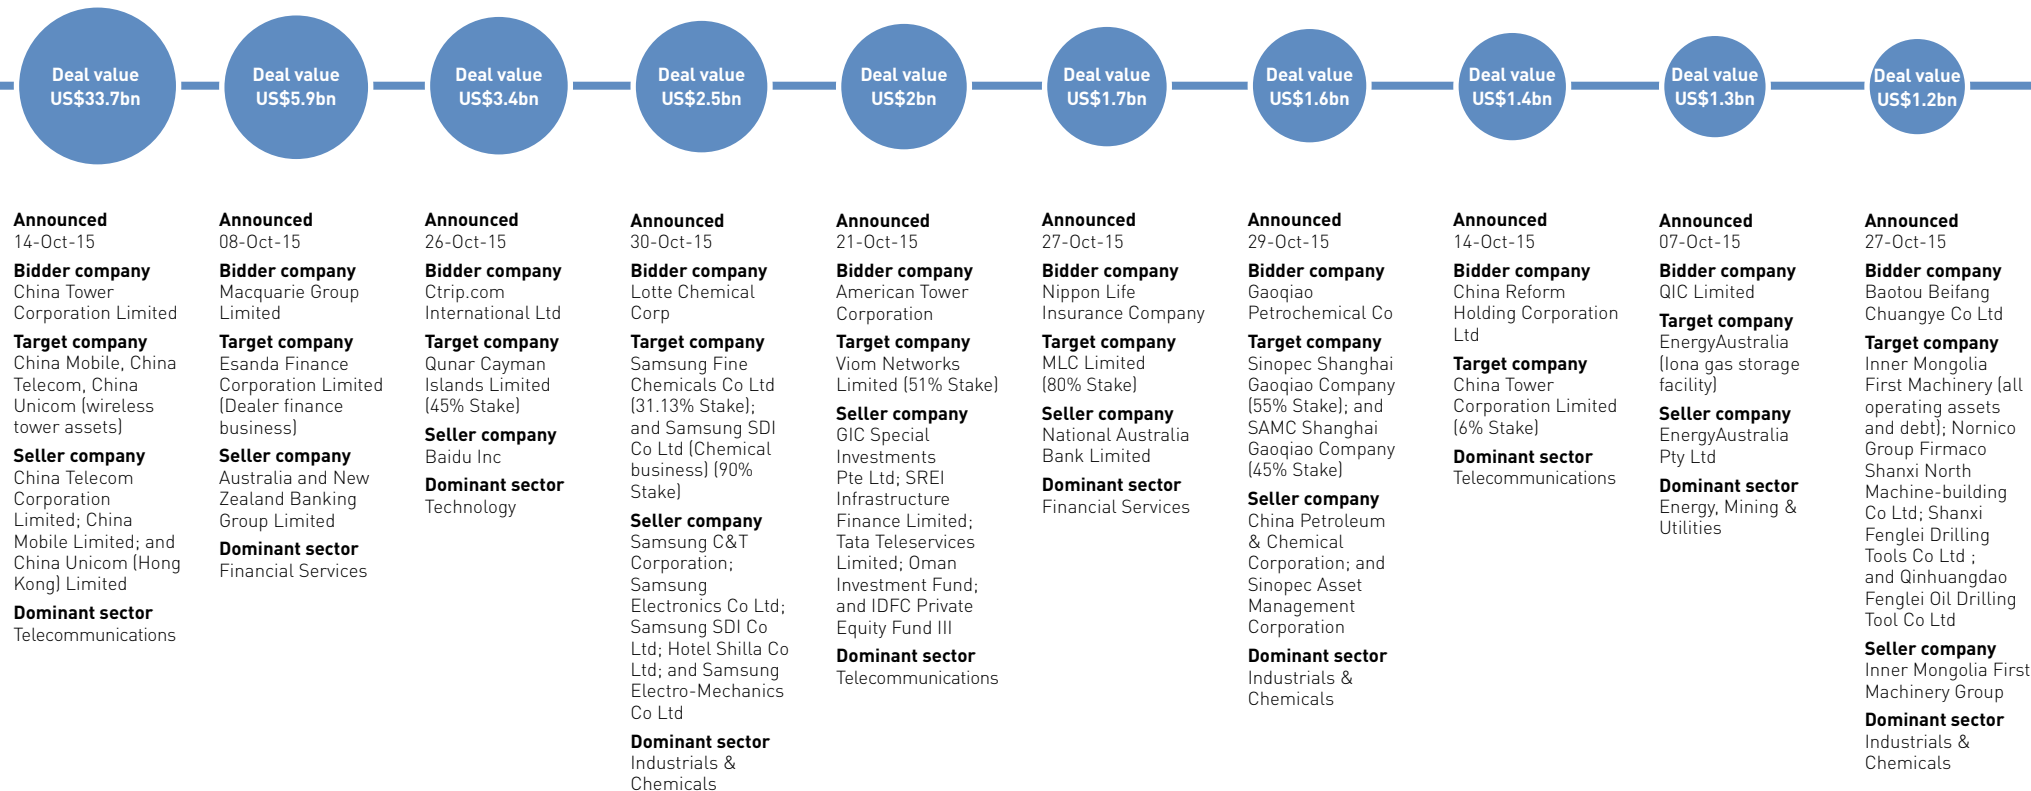 Deal value
US$33.7bn
Deal value
US$5.9bn
Deal value
US$3.4bn
Deal value
US$2.5bn
Deal value
US$2bn
Deal value
US$1.7bn
Deal value
US$1.6bn
Deal value
US$1.4bn
Deal value
US$1.3bn
Deal value
US$1.2bn
Announced
14-Oct-15
Bidder company
China Tower
Corporation Limited
Target company
China Mobile, China
Telecom, China
Unicom (wireless
tower assets)
Seller company
China Telecom
Corporation
Limited; China
Mobile Limited; and
China Unicom (Hong
Kong) Limited
Dominant sector
Telecommunications
Announced
08-Oct-15
Bidder company
Macquarie Group
Limited
Target company
Esanda Finance
Corporation Limited
(Dealer finance
business)
Seller company
Australia and New
Zealand Banking
Group Limited
Dominant sector
Financial Services
Announced
26-Oct-15
Bidder company
Ctrip.com
International Ltd
Target company
Qunar Cayman
Islands Limited
(45% Stake)
Seller company
Baidu Inc
Dominant sector
Technology
Announced
30-Oct-15
Bidder company
Lotte Chemical
Corp
Target company
Samsung Fine
Chemicals Co Ltd
(31.13% Stake);
and Samsung SDI
Co Ltd (Chemical
business) (90%
Stake)
Seller company
Samsung C&T
Corporation;
Samsung
Electronics Co Ltd;
Samsung SDI Co
Ltd; Hotel Shilla Co
Ltd; and Samsung
Electro-Mechanics
Co Ltd
Dominant sector
Industrials &
Chemicals
Announced
21-Oct-15
Bidder company
American Tower
Corporation
Target company
Viom Networks
Limited (51% Stake)
Seller company
GIC Special
Investments
Pte Ltd; SREI
Infrastructure
Finance Limited;
Tata Teleservices
Limited; Oman
Investment Fund;
and IDFC Private
Equity Fund III
Dominant sector
Telecommunications
Announced
27-Oct-15
Bidder company
Nippon Life
Insurance Company
Target company
MLC Limited
(80% Stake)
Seller company
National Australia
Bank Limited
Dominant sector
Financial Services
Announced
29-Oct-15
Bidder company
Gaoqiao
Petrochemical Co
Target company
Sinopec Shanghai
Gaoqiao Company
(55% Stake); and
SAMC Shanghai
Gaoqiao Company
(45% Stake)
Seller company
China Petroleum
& Chemical
Corporation; and
Sinopec Asset
Management
Corporation
Dominant sector
Industrials &
Chemicals
Announced
14-Oct-15
Bidder company
China Reform
Holding Corporation
Ltd
Target company
China Tower
Corporation Limited
(6% Stake)
Dominant sector
Telecommunications
Announced
07-Oct-15
Bidder company
QIC Limited
Target company
EnergyAustralia
(Iona gas storage
facility)
Seller company
EnergyAustralia
Pty Ltd
Dominant sector
Energy, Mining &
Utilities
Announced
27-Oct-15
Bidder company
Baotou Beifang
Chuangye Co Ltd
Target company
Inner Mongolia
First Machinery (all
operating assets
and debt); Nornico
Group Firmaco
Shanxi North
Machine-building
Co Ltd; Shanxi
Fenglei Drilling
Tools Co Ltd ;
and Qinhuangdao
Fenglei Oil Drilling
Tool Co Ltd
Seller company
Inner Mongolia First
Machinery Group
Dominant sector
Industrials &
Chemicals